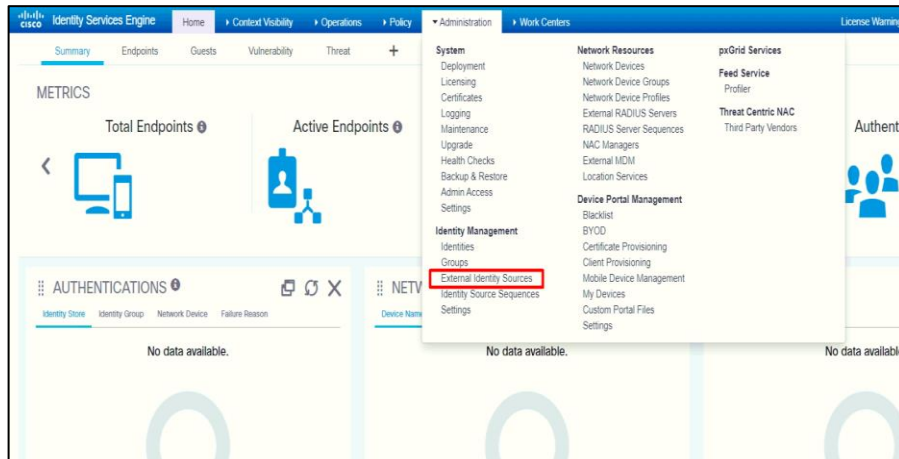 cisco Identity Services Engine Home Context Visibility Operations Policy Administration Work Centers License Warning
Summary Endpoints Guests Vulnerability Threat +
METRICS
Total Endpoints
Active Endpoints
Authent
System
Deployment
Licensing
Certificates
Logging
Maintenance
Upgrade
Health Checks
Backup & Restore
Admin Access
Settings
Identity Management
Identities
Groups
External Identity Sources
Identity Source Sequences
Settings
Network Resources
Network Devices
Network Device Groups
Network Device Profiles
External RADIUS Servers
RADIUS Server Sequences
NAC Managers
External MDM
Location Services
Device Portal Management
Blacklist
BYOD
Certificate Provisioning
Client Provisioning
Mobile Device Management
My Devices
Custom Portal Files
Settings
pxGrid Services
Feed Service
Profiler
Threat Centric NAC
Third Party Vendors
AUTHENTICATIONS
Identity Store Identity Group Network Device Failure Reason
No data available.
NETW
Device Name
No data available.
No data availabl